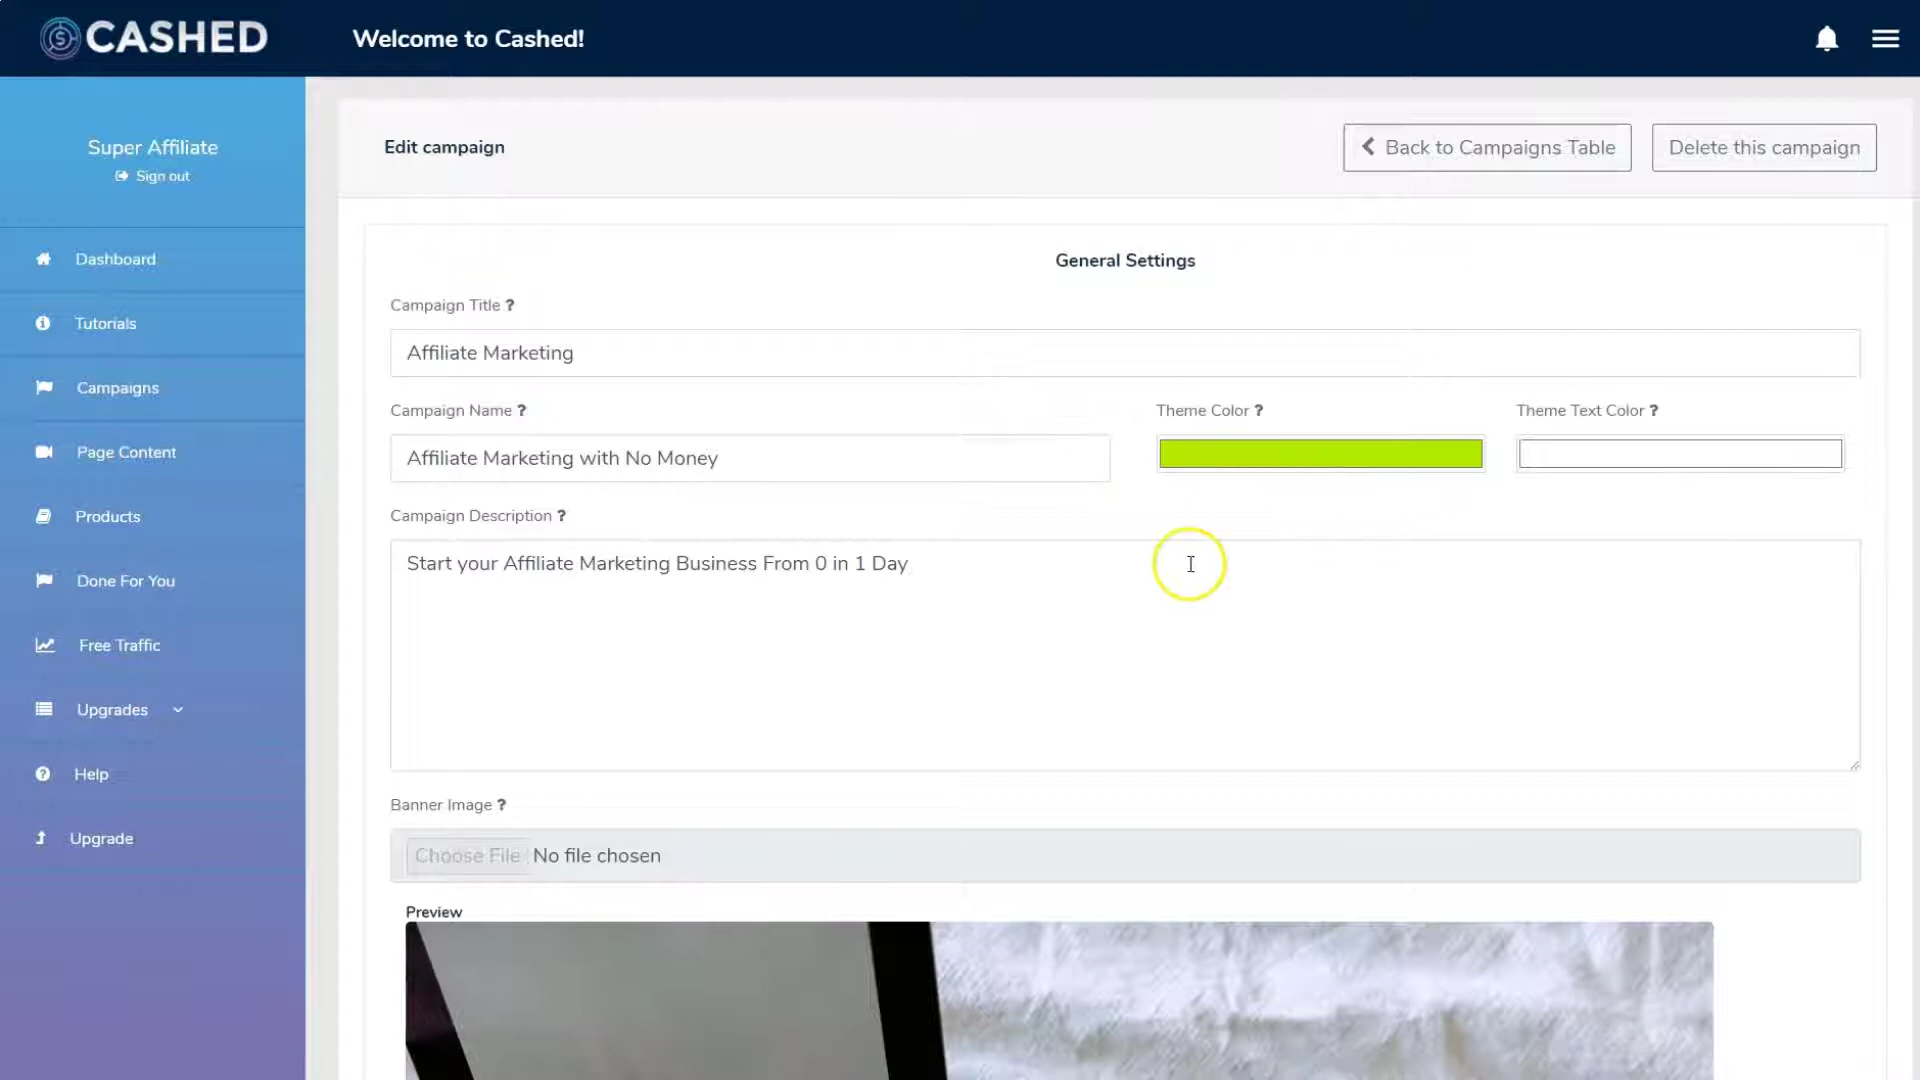 CASHED
Welcome to Cashed!
Super Affiliate
Sign out
Dashboard
Tutorials
Campaigns
Page Content
Products
Done For You
Free Traffic
Upgrades
Help
Upgrade
Edit campaign
Back to Campaigns Table
Delete this campaign
General Settings
Campaign Title ?
Affiliate Marketing
Campaign Name ?
Theme Color ?
Theme Text Color ?
Affiliate Marketing with No Money
Campaign Description ?
Start your Affiliate Marketing Business From 0 in 1 Day
Banner Image ?
Choose File No file chosen
Preview